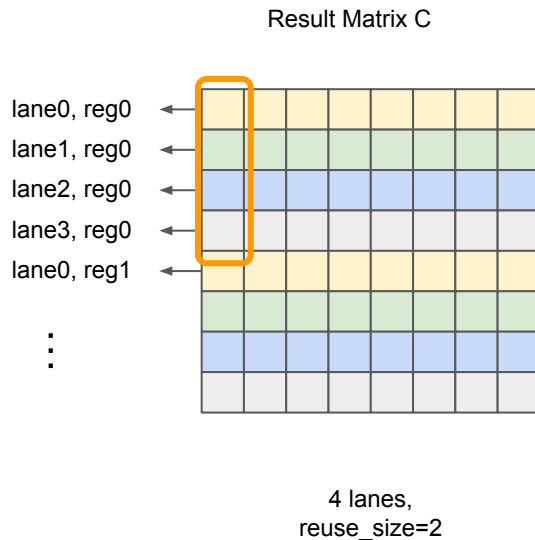 Result Matrix C
lane0, reg0
lane1, reg0
lane2, reg0
lane3, reg0
lane0, reg1
⋮
4 lanes,
reuse_size=2